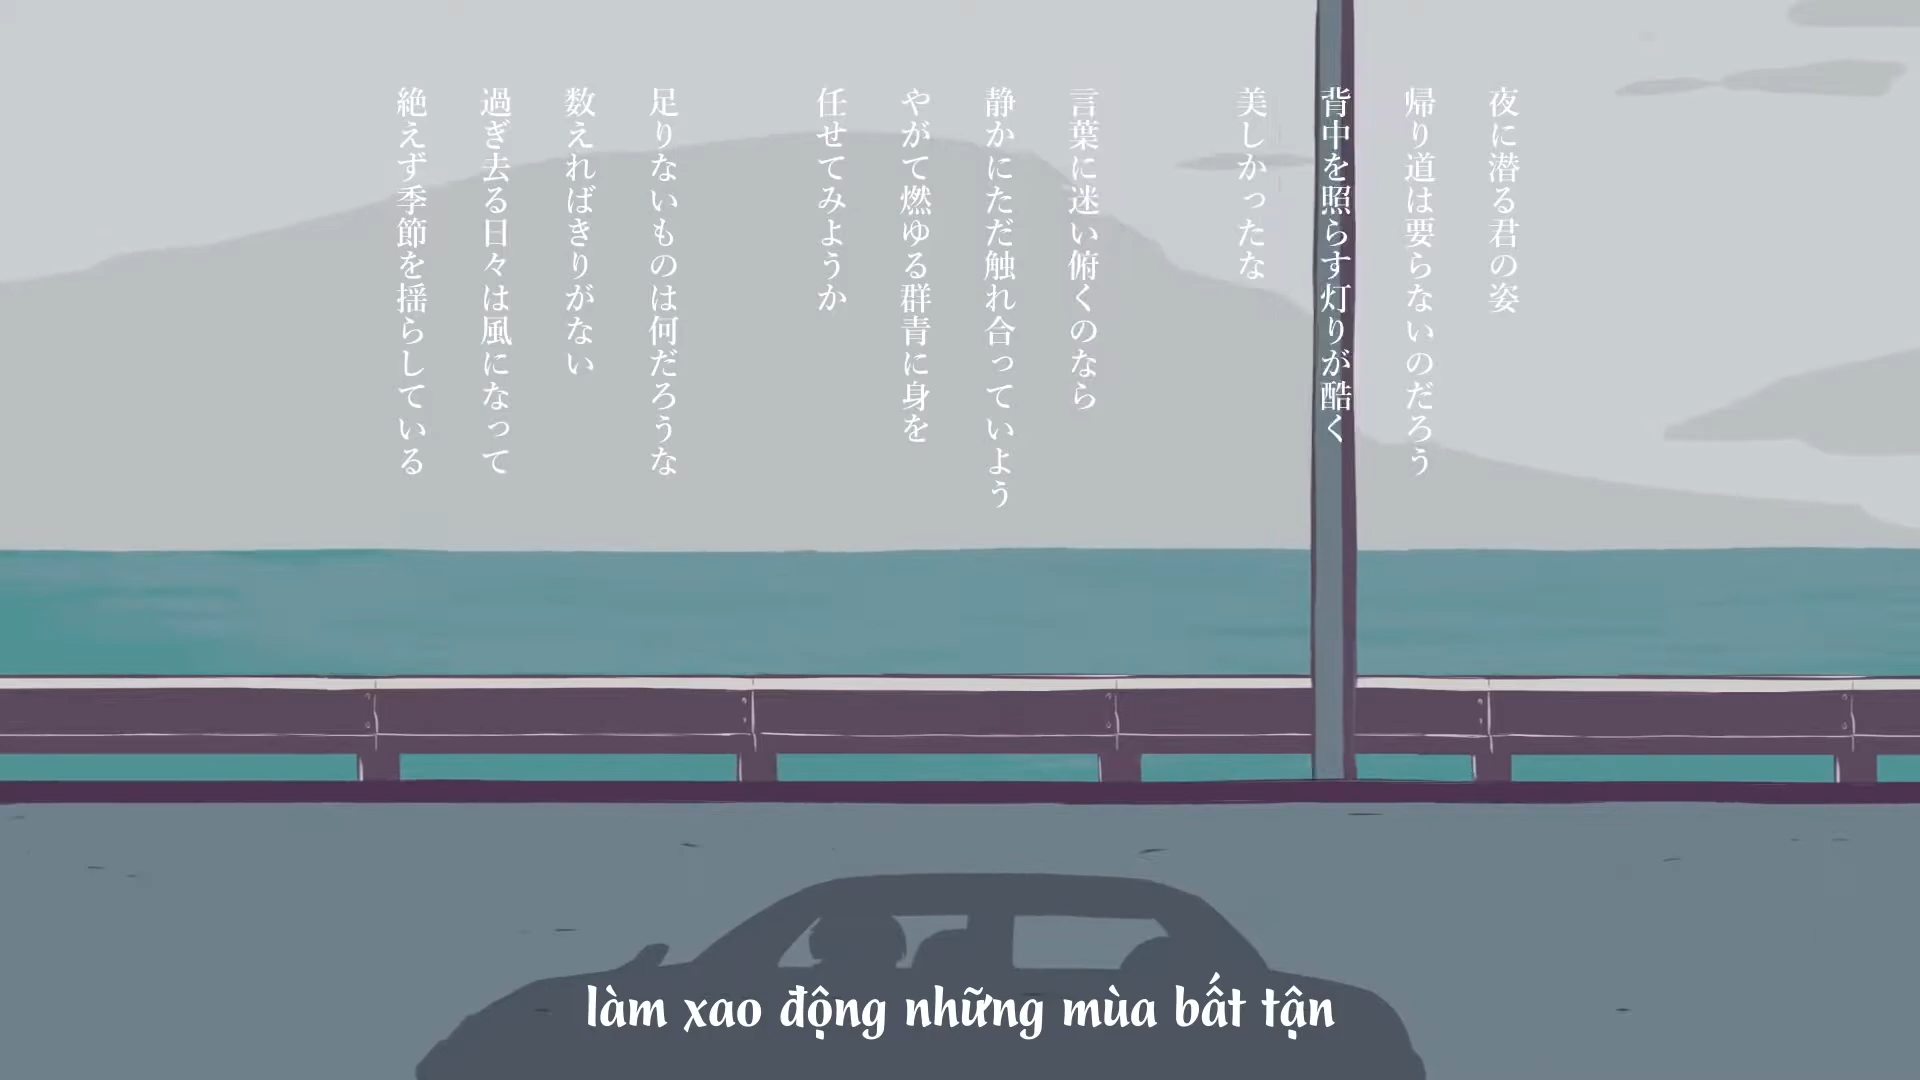 夜に潜る君の姿
帰り道は要らないのだろう
背中を照らす灯りが酷く
美しかったな
言葉に迷い俯くのなら
静かにただ触れ合っていよう
やがて燃ゆる群青に身を
任せてみようか
足りないものは何だろうな
数えればきりがない
過ぎ去る日々は風になって
絶えず季節を揺らしている
làm xao động những mùa bất tận